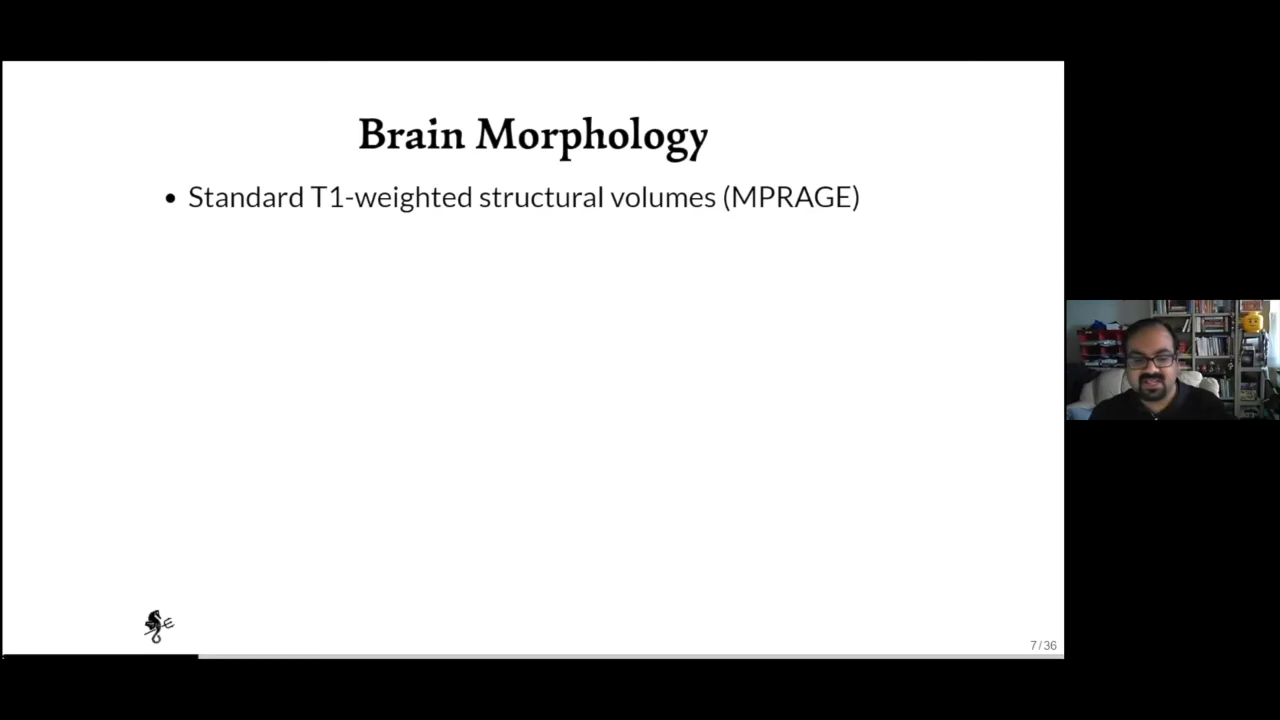 Brain Morphology
• Standard T1-weighted structural volumes (MPRAGE)
7/36